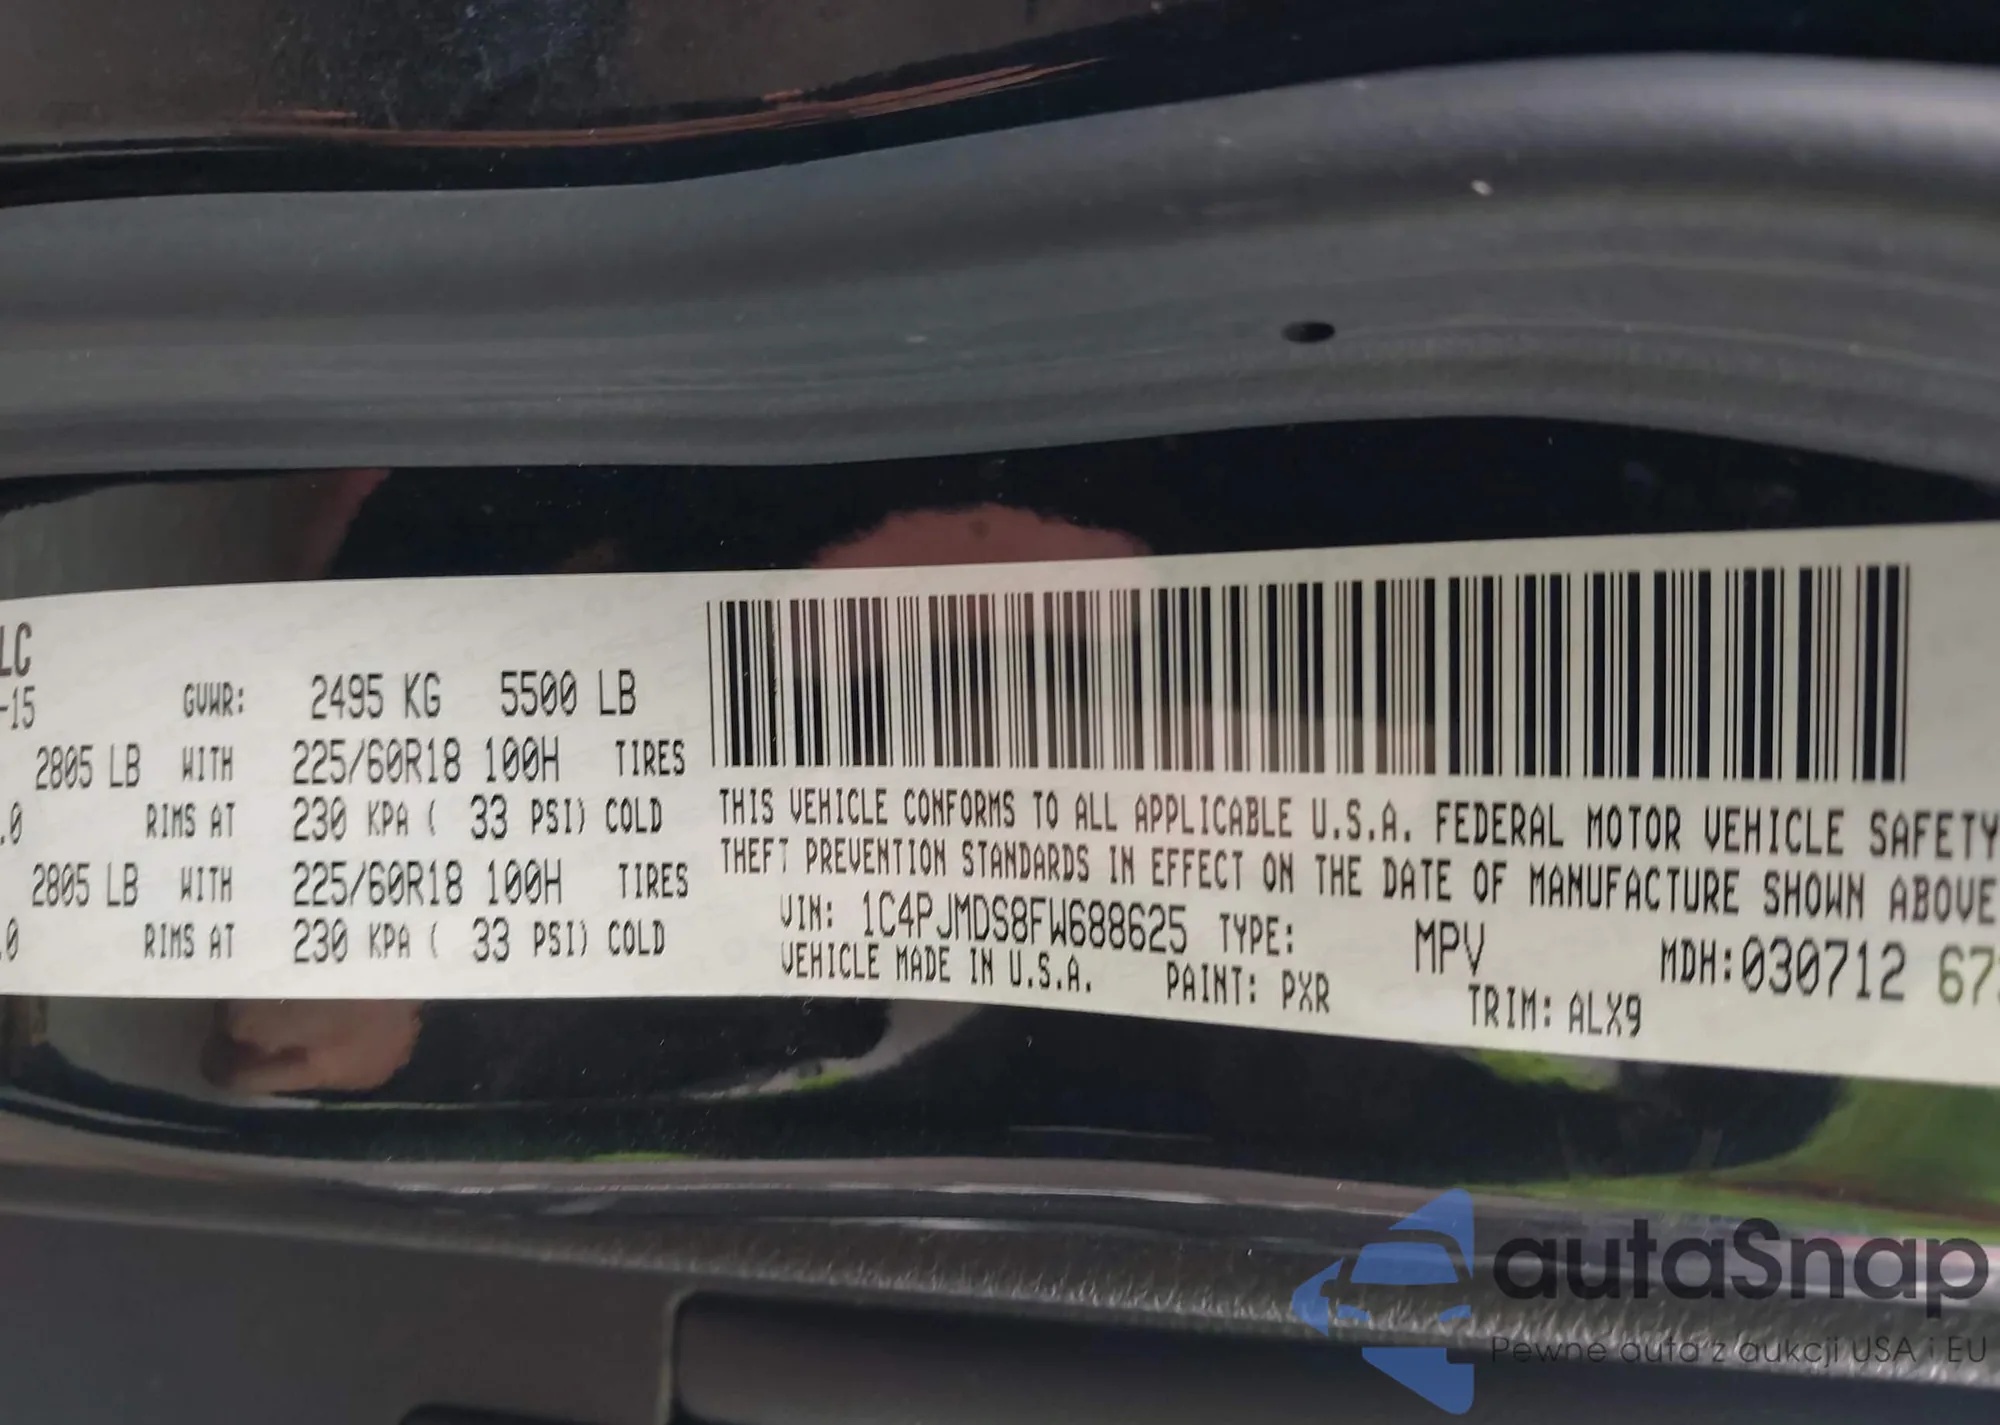 LC
-15 GVWR: 2495 KG 5500 LB
2805 LB WITH 225/60R18 100H TIRES
.0 RIMS AT 230 KPA ( 33 PSI) COLD
2805 LB WITH 225/60R18 100H TIRES
.0 RIMS AT 230 KPA ( 33 PSI) COLD
THIS VEHICLE CONFORMS TO ALL APPLICABLE U.S.A. FEDERAL MOTOR VEHICLE SAFETY
THEFT PREVENTION STANDARDS IN EFFECT ON THE DATE OF MANUFACTURE SHOWN ABOVE
VIN: 1C4PJMDS8FW688625 TYPE: MPV MDH:030712 67
VEHICLE MADE IN U.S.A. PAINT: PXR TRIM: ALX9
autaSnap
Pewne auta z aukcji USA i EU